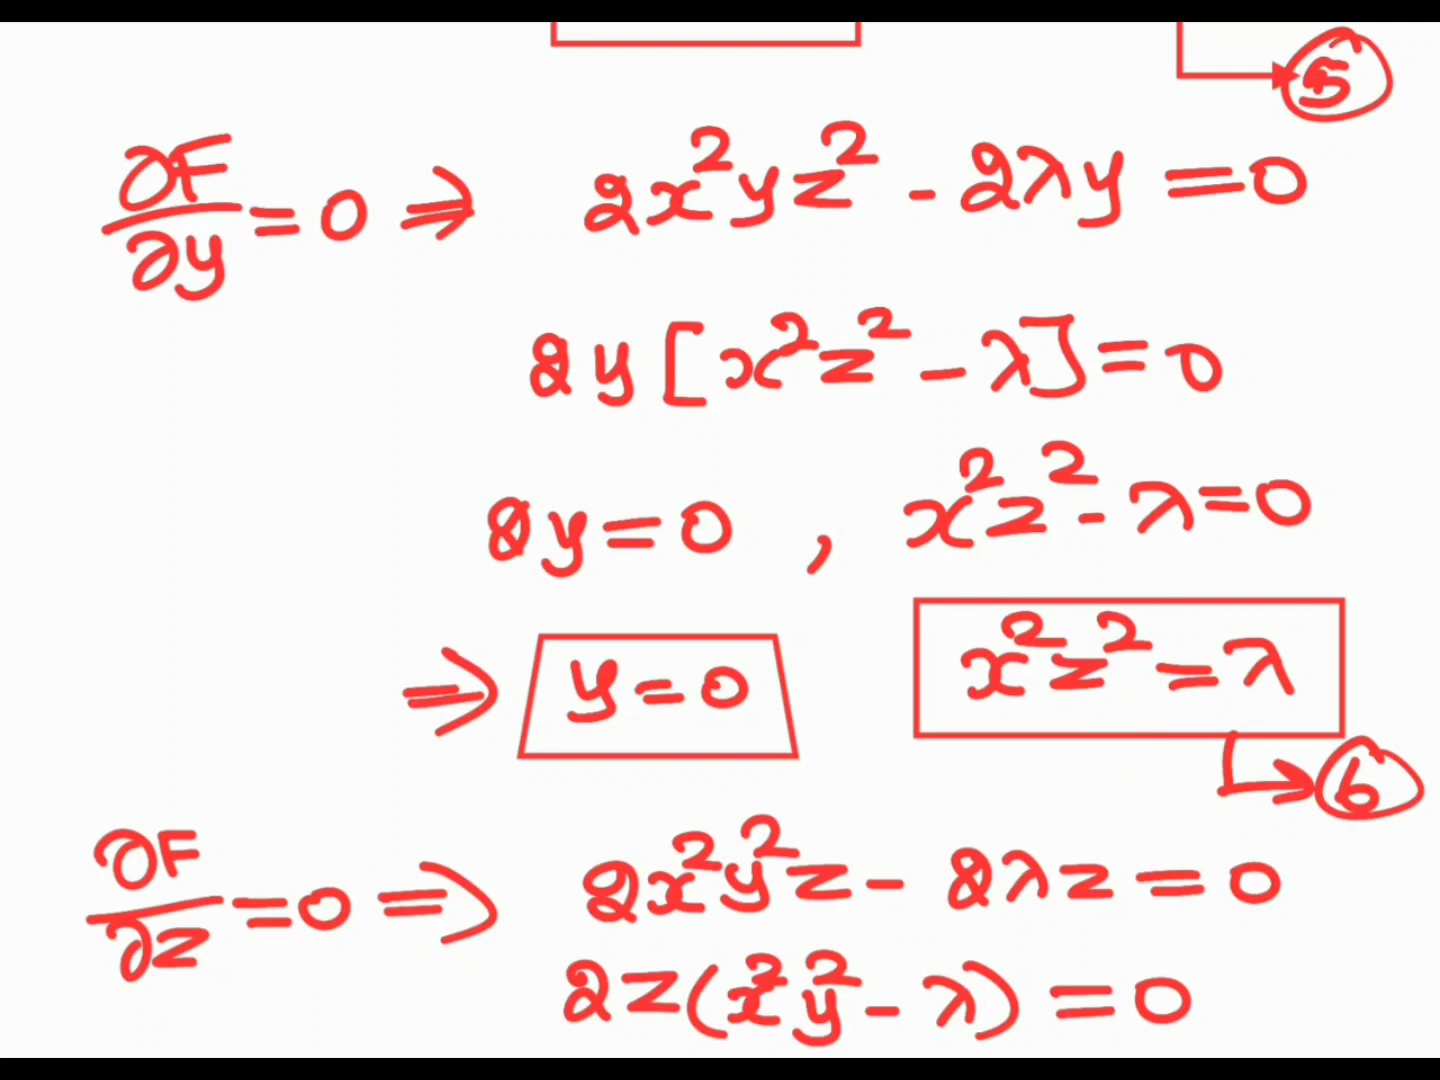 5
∂F/∂y = 0 ⇒ 2x²yz² - 2λy = 0
2y[x²z² - λ] = 0
2y = 0 , x²z² - λ = 0
⇒ y = 0 x²z² = λ
6
∂F/∂z = 0 ⇒ 2x²y²z - 2λz = 0
2z(x²y² - λ) = 0